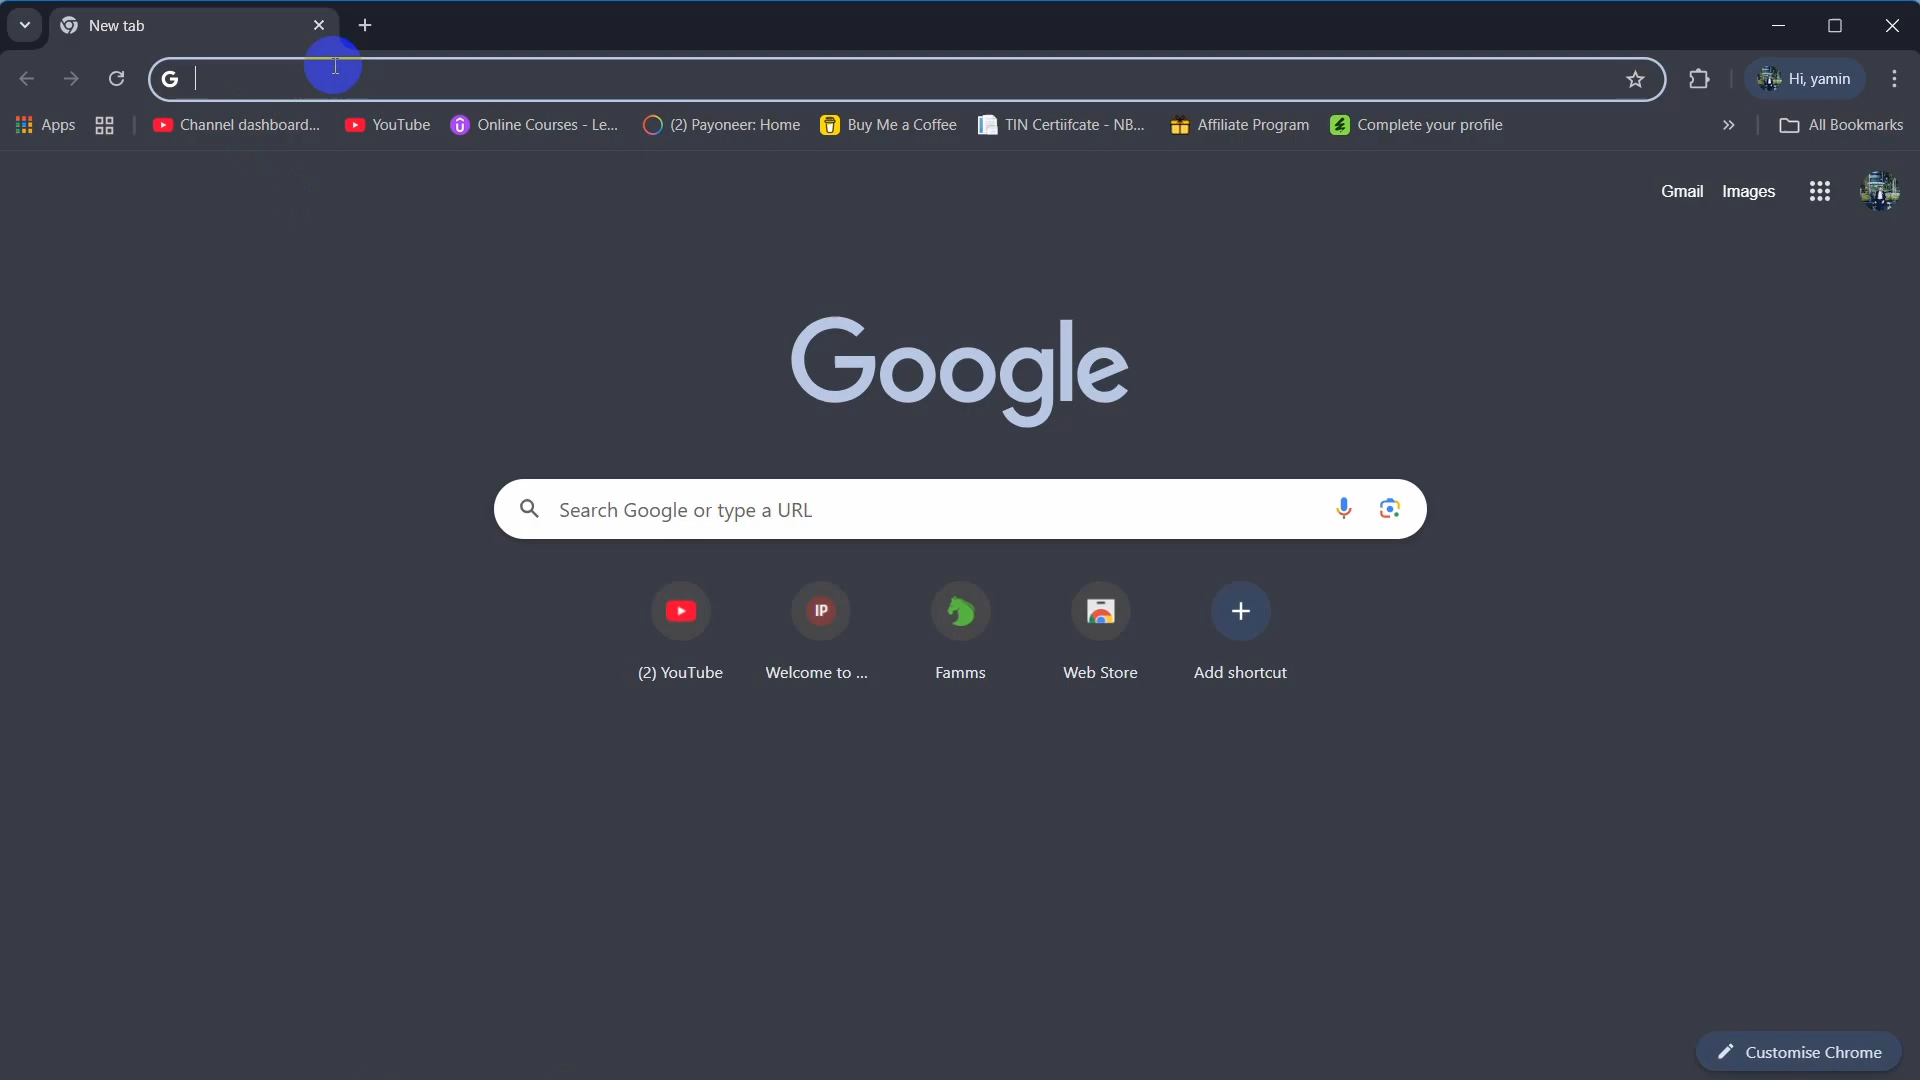 New tab
Hi, yamin
Apps
Channel dashboard...
YouTube
Online Courses - Le...
(2) Payoneer: Home
Buy Me a Coffee
TIN Certiifcate - NB...
Affiliate Program
Complete your profile
All Bookmarks
Gmail
Images
Google
Search Google or type a URL
IP
(2) YouTube
Welcome to ...
Famms
Web Store
Add shortcut
Customise Chrome